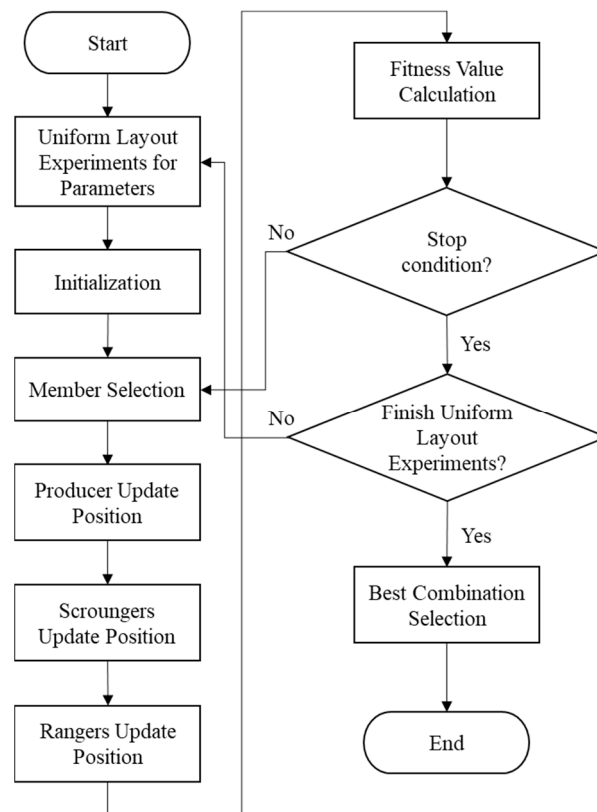 Start
Uniform Layout
Experiments for
Parameters
Initialization
Member Selection
Producer Update
Position
Scroungers
Update Position
Rangers Update
Position
Fitness Value
Calculation
Stop
condition?
No
Yes
Finish Uniform
Layout
Experiments?
No
Yes
Best Combination
Selection
End